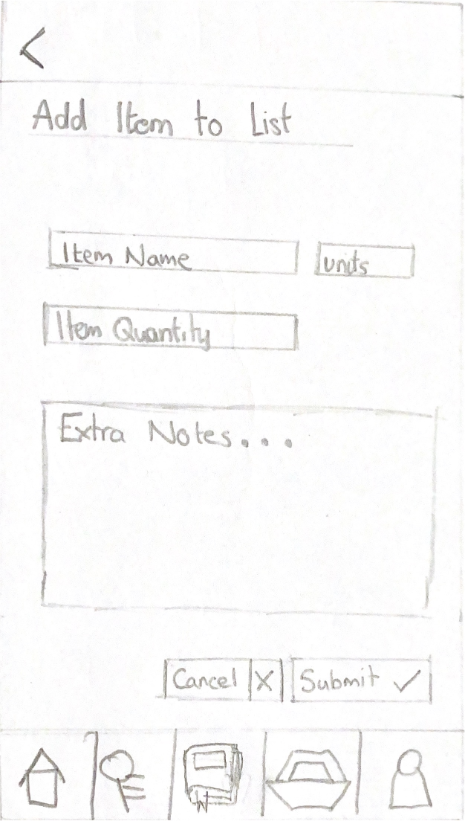 Add Item to List
Item Name
units
Item Quantity
Extra Notes...
Cancel X
Submit ✓